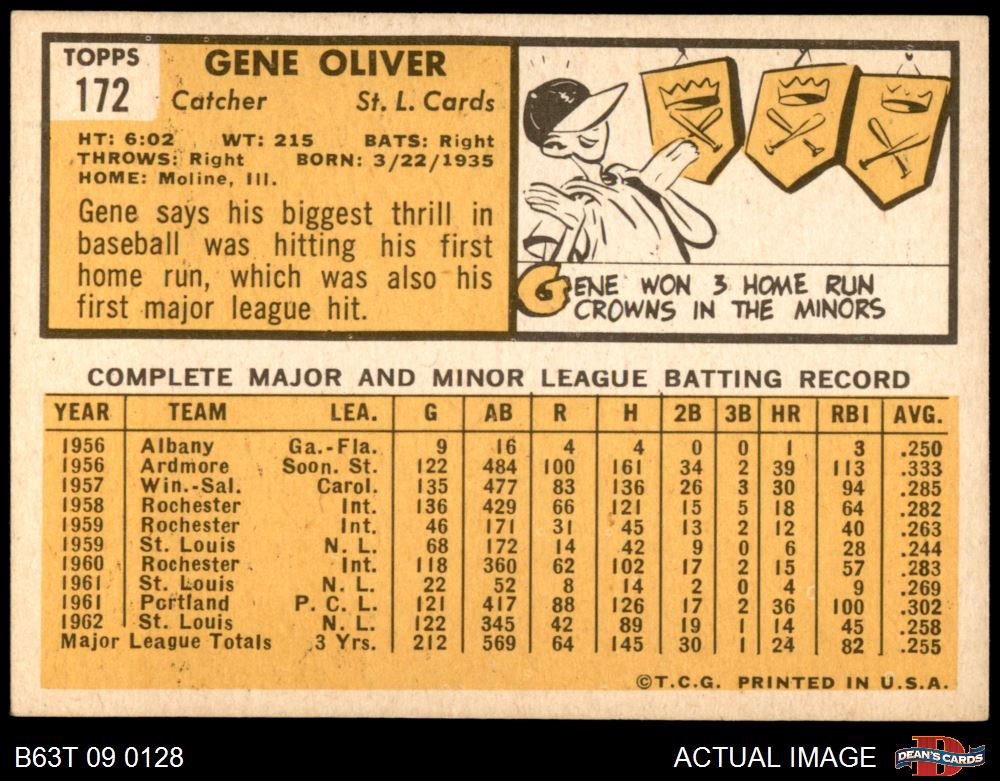 TOPPS
172
GENE OLIVER
Catcher St. L. Cards
HT: 6:02 WT: 215 BATS: Right
THROWS: Right BORN: 3/22/1935
HOME: Moline, Ill.
Gene says his biggest thrill in
baseball was hitting his first
home run, which was also his
first major league hit.
GENE WON 3 HOME RUN
CROWNS IN THE MINORS
COMPLETE MAJOR AND MINOR LEAGUE BATTING RECORD
YEAR TEAM LEA. G AB R H 2B 3B HR RBI AVG.
1956 Albany Ga.-Fla. 9 16 4 4 0 0 1 3 .250
1956 Ardmore Soon. St. 122 484 100 161 34 2 39 113 .333
1957 Win.-Sal. Carol. 135 477 83 136 26 3 30 94 .285
1958 Rochester Int. 136 429 66 121 15 5 18 64 .282
1959 Rochester Int. 46 171 31 45 13 2 12 40 .263
1959 St. Louis N. L. 68 172 14 42 9 0 6 28 .244
1960 Rochester Int. 118 360 62 102 17 2 15 57 .283
1961 St. Louis N. L. 22 52 8 14 2 0 4 9 .269
1961 Portland P. C. L. 121 417 88 126 17 2 36 100 .302
1962 St. Louis N. L. 122 345 42 89 19 1 14 45 .258
Major League Totals 3 Yrs. 212 569 64 145 30 1 24 82 .255
©T.C.G. PRINTED IN U.S.A.
B63T 09 0128 ACTUAL IMAGE
D
DEAN'S CARDS